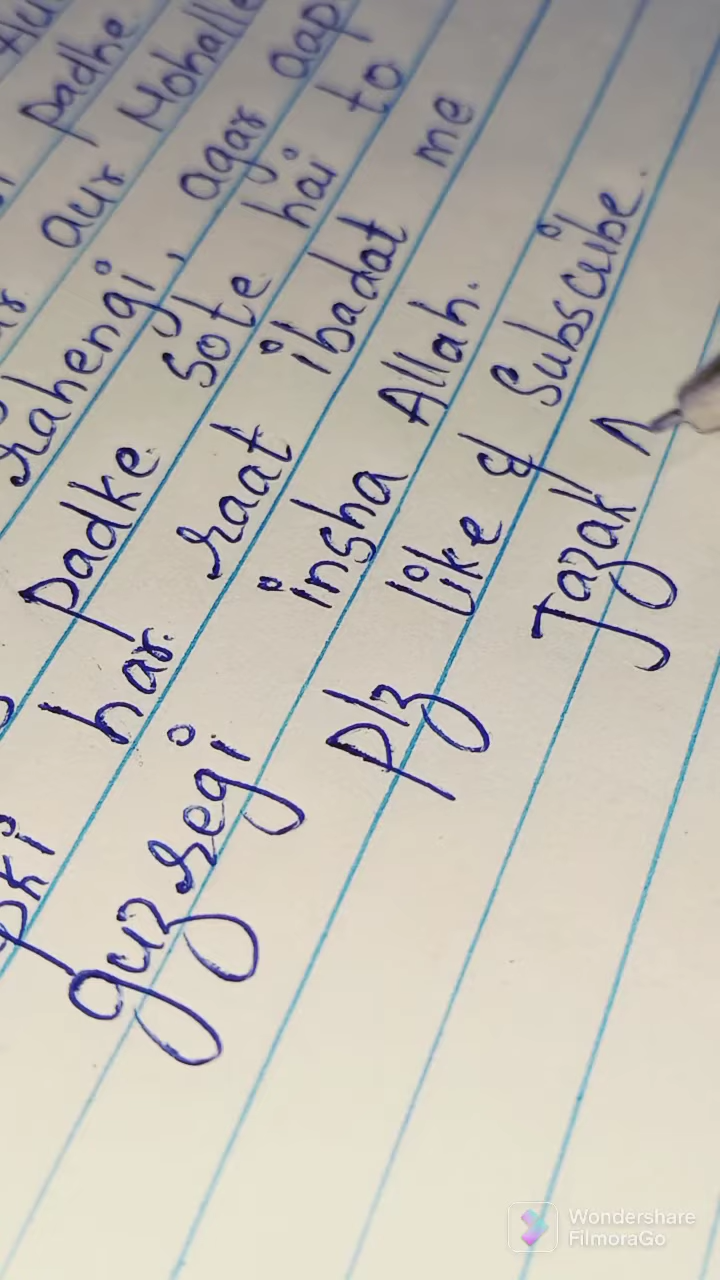 padhe
aur Mohalle
rahengi, agar aap
padke sote hai to
har raat ibadat me
guzregi insha Allah.
plz like & Subscribe.
Jazak
Wondershare
FilmoraGo